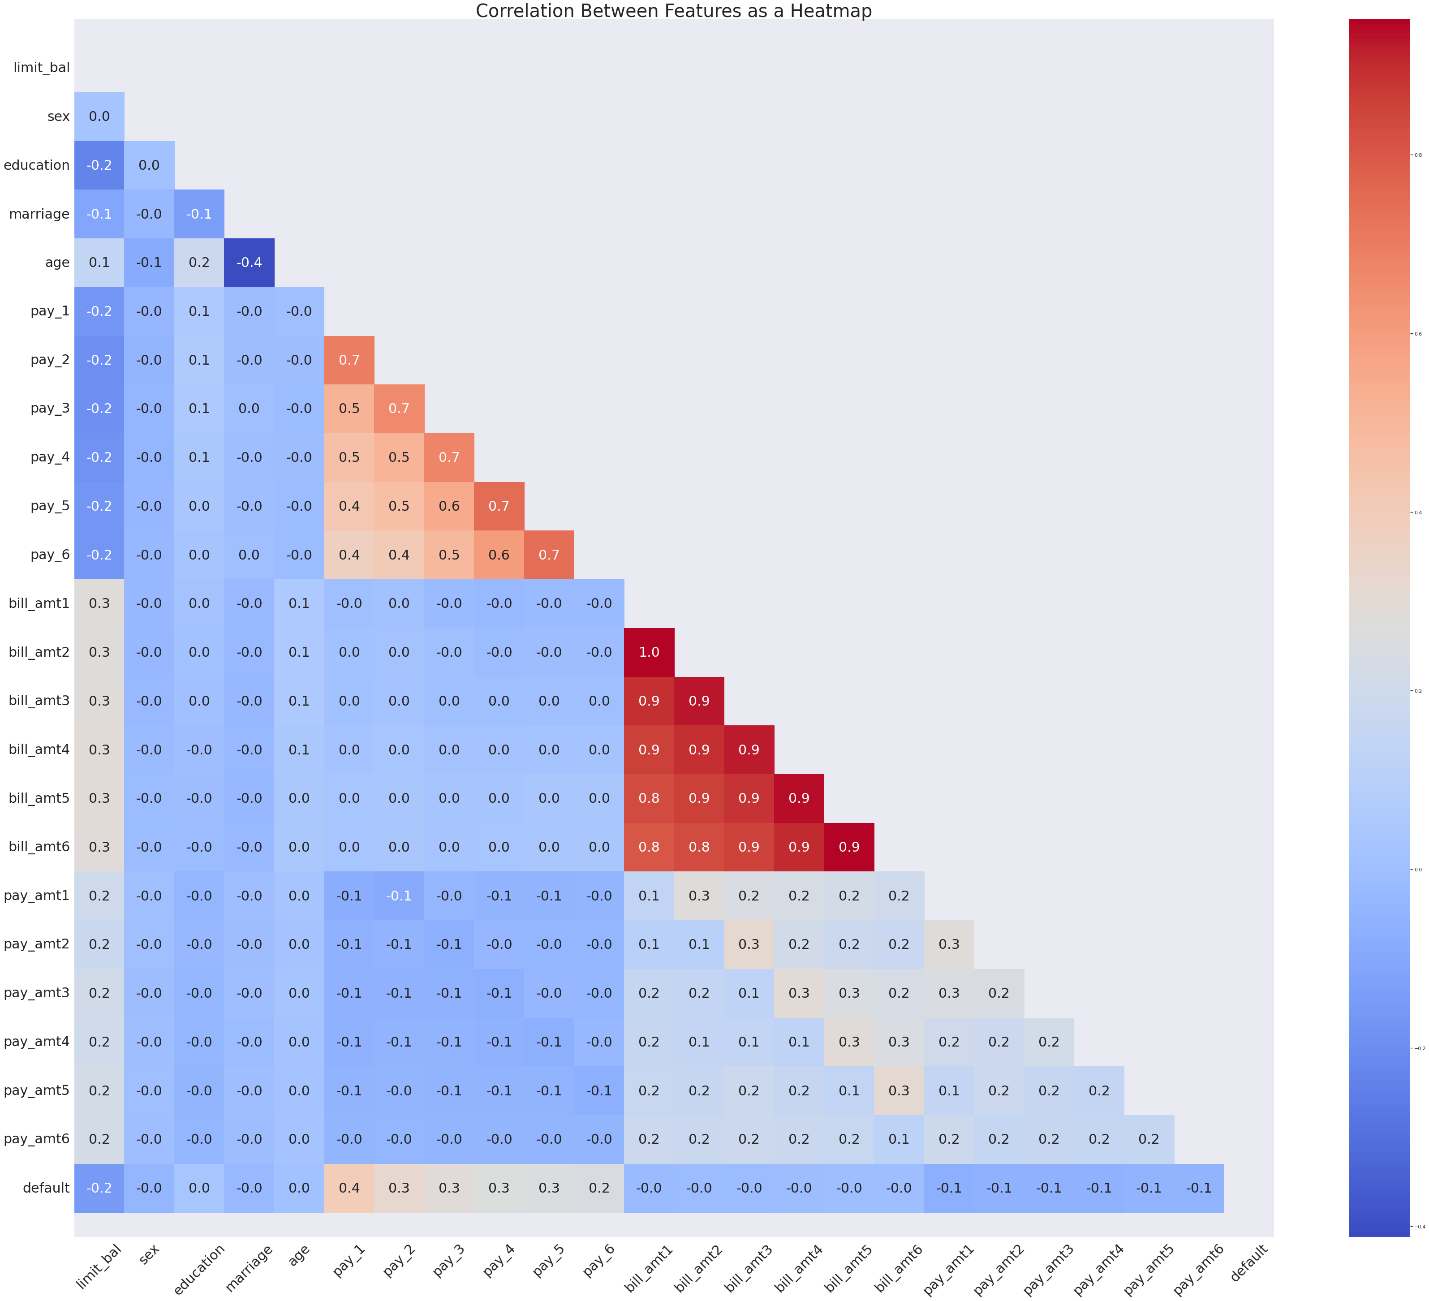 Correlation Between Features as a Heatmap
limit_bal
sex 0.0
education -0.2 0.0
marriage -0.1 -0.0 -0.1
age 0.1 -0.1 0.2 -0.4
pay_1 -0.2 -0.0 0.1 -0.0 -0.0
pay_2 -0.2 -0.0 0.1 -0.0 -0.0 0.7
pay_3 -0.2 -0.0 0.1 0.0 -0.0 0.5 0.7
pay_4 -0.2 -0.0 0.1 -0.0 -0.0 0.5 0.5 0.7
pay_5 -0.2 -0.0 0.0 -0.0 -0.0 0.4 0.5 0.6 0.7
pay_6 -0.2 -0.0 0.0 0.0 -0.0 0.4 0.4 0.5 0.6 0.7
bill_amt1 0.3 -0.0 0.0 -0.0 0.1 -0.0 0.0 -0.0 -0.0 -0.0 -0.0
bill_amt2 0.3 -0.0 0.0 -0.0 0.1 0.0 0.0 -0.0 -0.0 -0.0 -0.0 1.0
bill_amt3 0.3 -0.0 0.0 -0.0 0.1 0.0 0.0 0.0 0.0 0.0 0.0 0.9 0.9
bill_amt4 0.3 -0.0 -0.0 -0.0 0.1 0.0 0.0 0.0 0.0 0.0 0.0 0.9 0.9 0.9
bill_amt5 0.3 -0.0 -0.0 -0.0 0.0 0.0 0.0 0.0 0.0 0.0 0.0 0.8 0.9 0.9 0.9
bill_amt6 0.3 -0.0 -0.0 -0.0 0.0 0.0 0.0 0.0 0.0 0.0 0.0 0.8 0.8 0.9 0.9 0.9
pay_amt1 0.2 -0.0 -0.0 -0.0 0.0 -0.1 -0.1 -0.0 -0.1 -0.1 -0.0 0.1 0.3 0.2 0.2 0.2 0.2
pay_amt2 0.2 -0.0 -0.0 -0.0 0.0 -0.1 -0.1 -0.1 -0.0 -0.0 -0.0 0.1 0.1 0.3 0.2 0.2 0.2 0.3
pay_amt3 0.2 -0.0 -0.0 -0.0 0.0 -0.1 -0.1 -0.1 -0.1 -0.0 -0.0 0.2 0.2 0.1 0.3 0.3 0.2 0.3 0.2
pay_amt4 0.2 -0.0 -0.0 -0.0 0.0 -0.1 -0.1 -0.1 -0.1 -0.1 -0.0 0.2 0.1 0.1 0.1 0.3 0.3 0.2 0.2 0.2
pay_amt5 0.2 -0.0 -0.0 -0.0 0.0 -0.1 -0.0 -0.1 -0.1 -0.1 -0.1 0.2 0.2 0.2 0.2 0.1 0.3 0.1 0.2 0.2 0.2
pay_amt6 0.2 -0.0 -0.0 -0.0 0.0 -0.0 -0.0 -0.0 -0.0 -0.0 -0.0 0.2 0.2 0.2 0.2 0.2 0.1 0.2 0.2 0.2 0.2 0.2
default -0.2 -0.0 0.0 -0.0 0.0 0.4 0.3 0.3 0.3 0.3 0.2 -0.0 -0.0 -0.0 -0.0 -0.0 -0.0 -0.1 -0.1 -0.1 -0.1 -0.1 -0.1
limit_bal sex education marriage age pay_1 pay_2 pay_3 pay_4 pay_5 pay_6 bill_amt1 bill_amt2 bill_amt3 bill_amt4 bill_amt5 bill_amt6 pay_amt1 pay_amt2 pay_amt3 pay_amt4 pay_amt5 pay_amt6 default
0.8
0.6
0.4
0.2
0.0
−0.2
−0.4